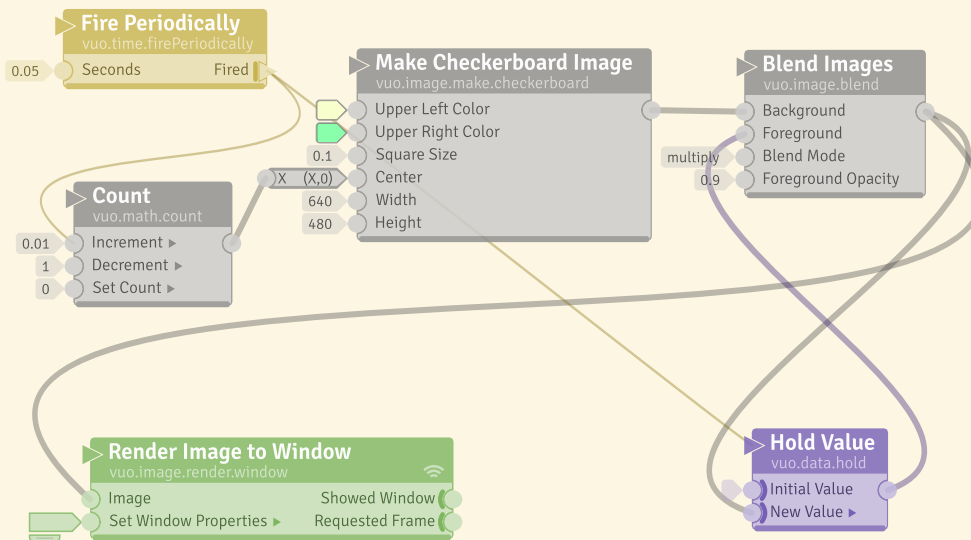 Fire Periodically
vuo.time.firePeriodically
0.05 Seconds Fired
Make Checkerboard Image
vuo.image.make.checkerboard
Upper Left Color
Upper Right Color
0.1 Square Size
X (X,0) Center
640 Width
480 Height
Blend Images
vuo.image.blend
Background
Foreground
multiply Blend Mode
0.9 Foreground Opacity
Count
vuo.math.count
0.01 Increment
1 Decrement
0 Set Count
Render Image to Window
vuo.image.render.window
Image Showed Window
Set Window Properties Requested Frame
Hold Value
vuo.data.hold
Initial Value
New Value